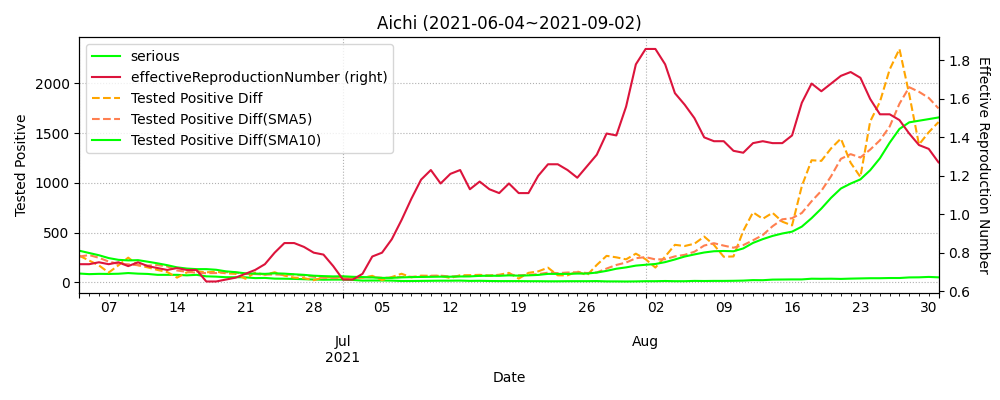 Aichi (2021-06-04~2021-09-02)
serious
effectiveReproductionNumber (right)
Tested Positive Diff
Tested Positive Diff(SMA5)
Tested Positive Diff(SMA10)
Tested Positive
2000
1500
1000
500
0
Effective Reproduction Number
1.8
1.6
1.4
1.2
1.0
0.8
0.6
07 14 21 28 05 12 19 26 02 09 16 23 30
Jul Aug
2021
Date